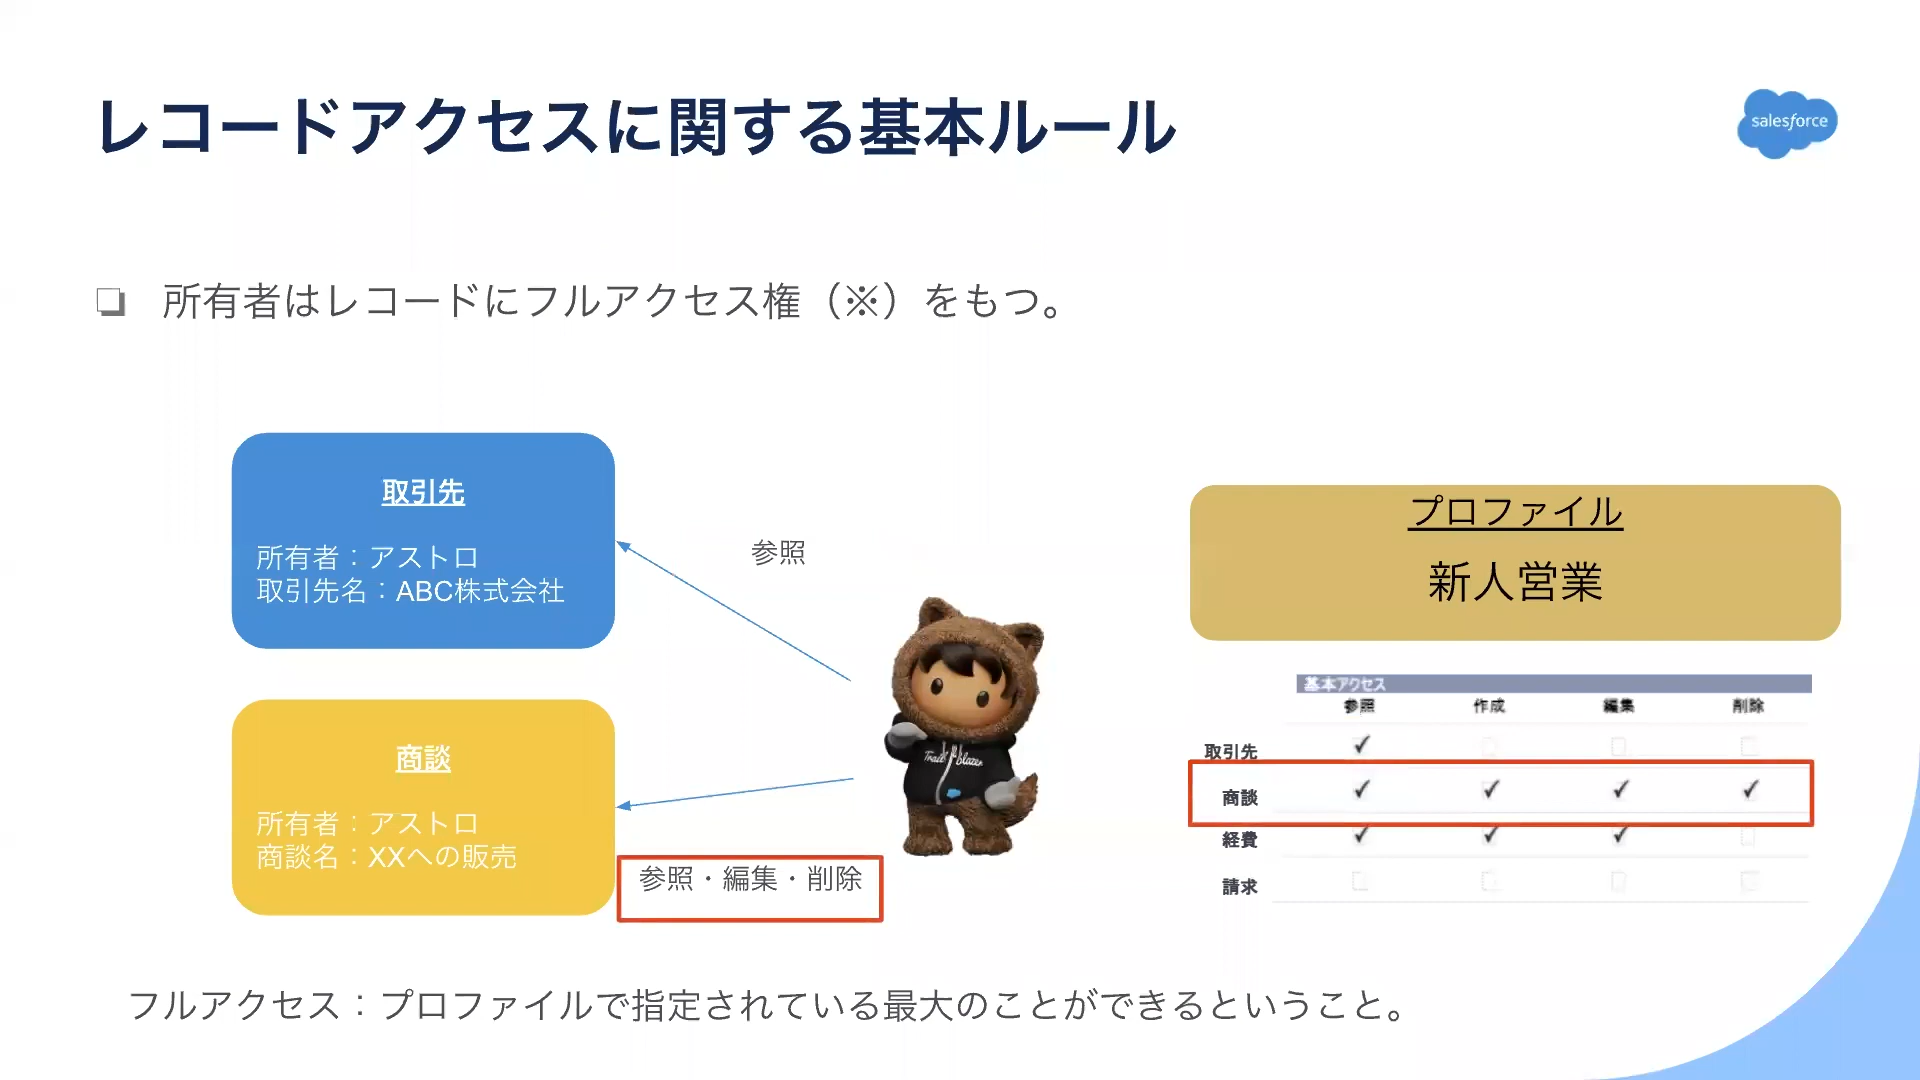 レコードアクセスに関する基本ルール
salesforce
所有者はレコードにフルアクセス権（※）をもつ。
取引先
所有者：アストロ
取引先名：ABC株式会社
参照
商談
所有者：アストロ
商談名：XXへの販売
参照・編集・削除
Trailblazer
プロファイル
新人営業
基本アクセス
参照 作成 編集 削除
取引先 ✓
商談 ✓ ✓ ✓ ✓
経費 ✓ ✓ ✓
請求
フルアクセス：プロファイルで指定されている最大のことができるということ。